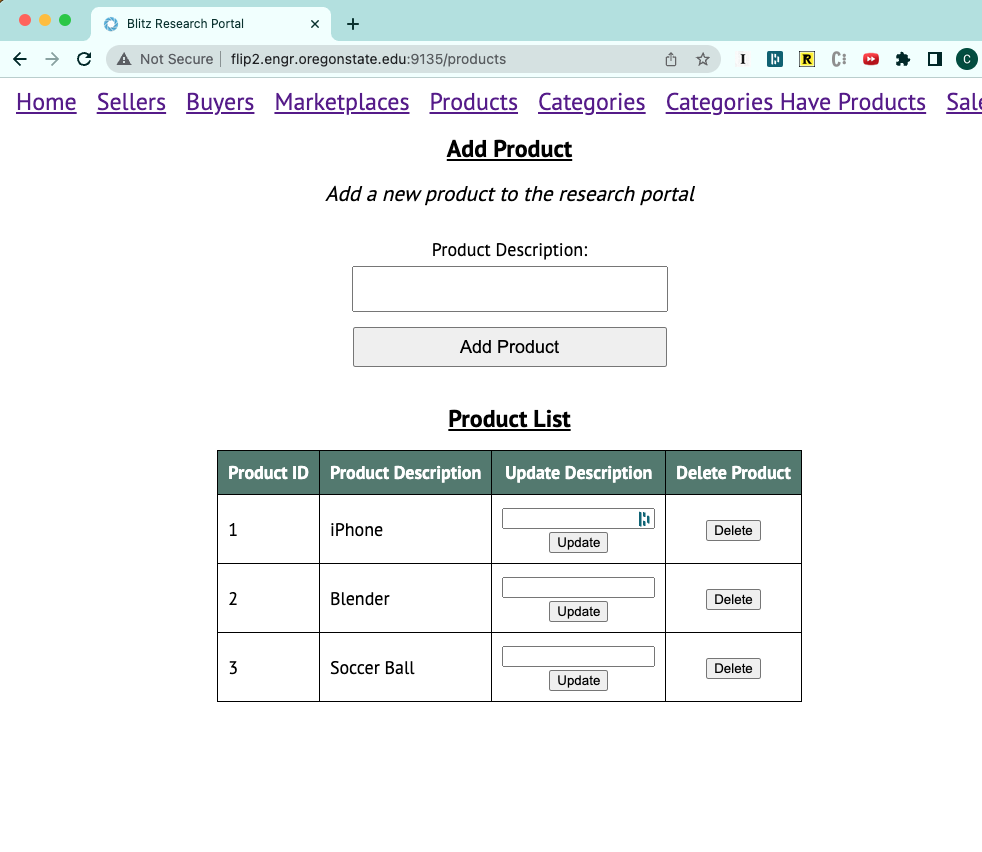 Blitz Research Portal
Not Secure flip2.engr.oregonstate.edu:9135/products
I R C
Home Sellers Buyers Marketplaces Products Categories Categories Have Products Sale
Add Product
Add a new product to the research portal
Product Description:
Add Product
Product List
Product ID Product Description Update Description Delete Product
1 iPhone Update Delete
2 Blender Update Delete
3 Soccer Ball Update Delete